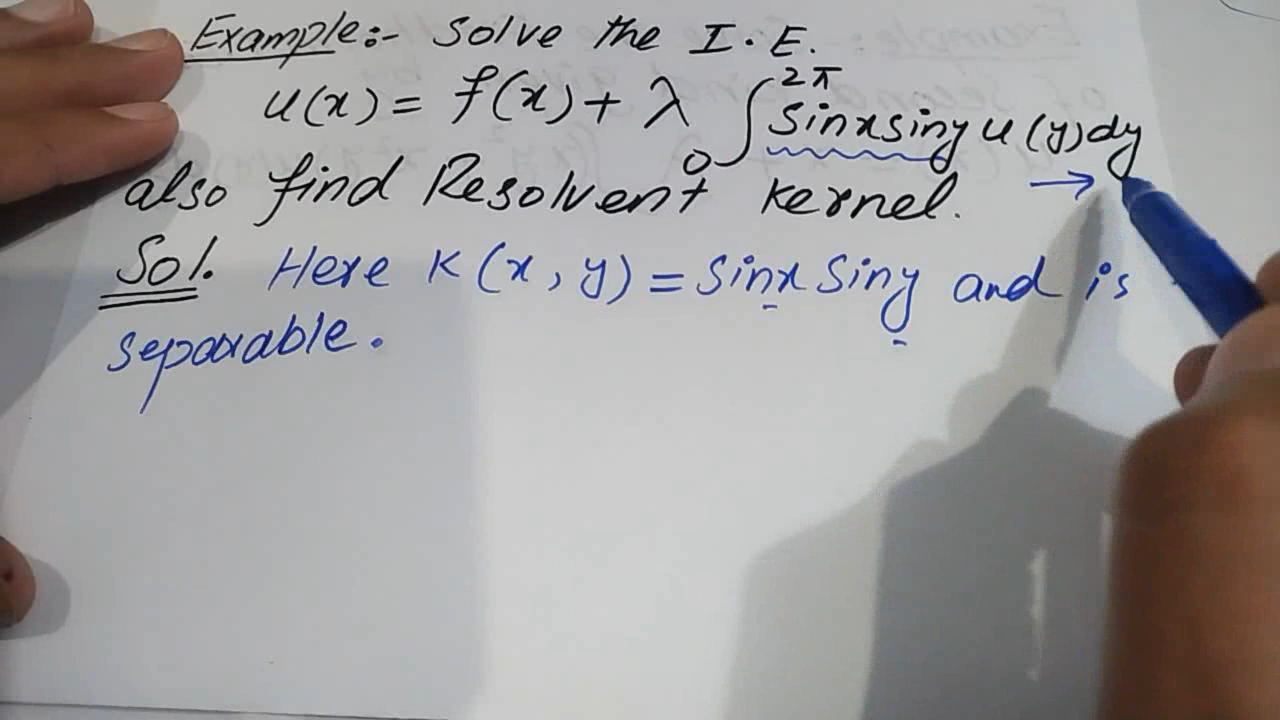 Example:- Solve the I.E.
u(x) = f(x) + λ ∫₀^2π Sinx siny u(y)dy
also find Resolvent Kernel. →
Sol. Here K(x,y) = Sinx Siny and is
separable.